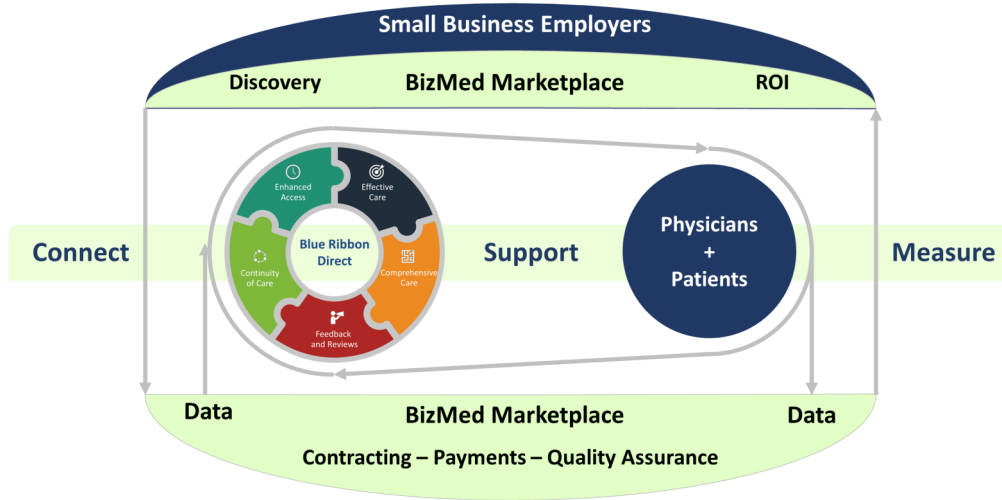 Small Business Employers
Discovery
BizMed Marketplace
ROI
Enhanced
Access
Effective
Care
Blue Ribbon
Direct
Continuity
of Care
Comprehensive
Care
Feedback
and Reviews
Connect
Support
Physicians
+
Patients
Measure
Data
BizMed Marketplace
Data
Contracting – Payments – Quality Assurance